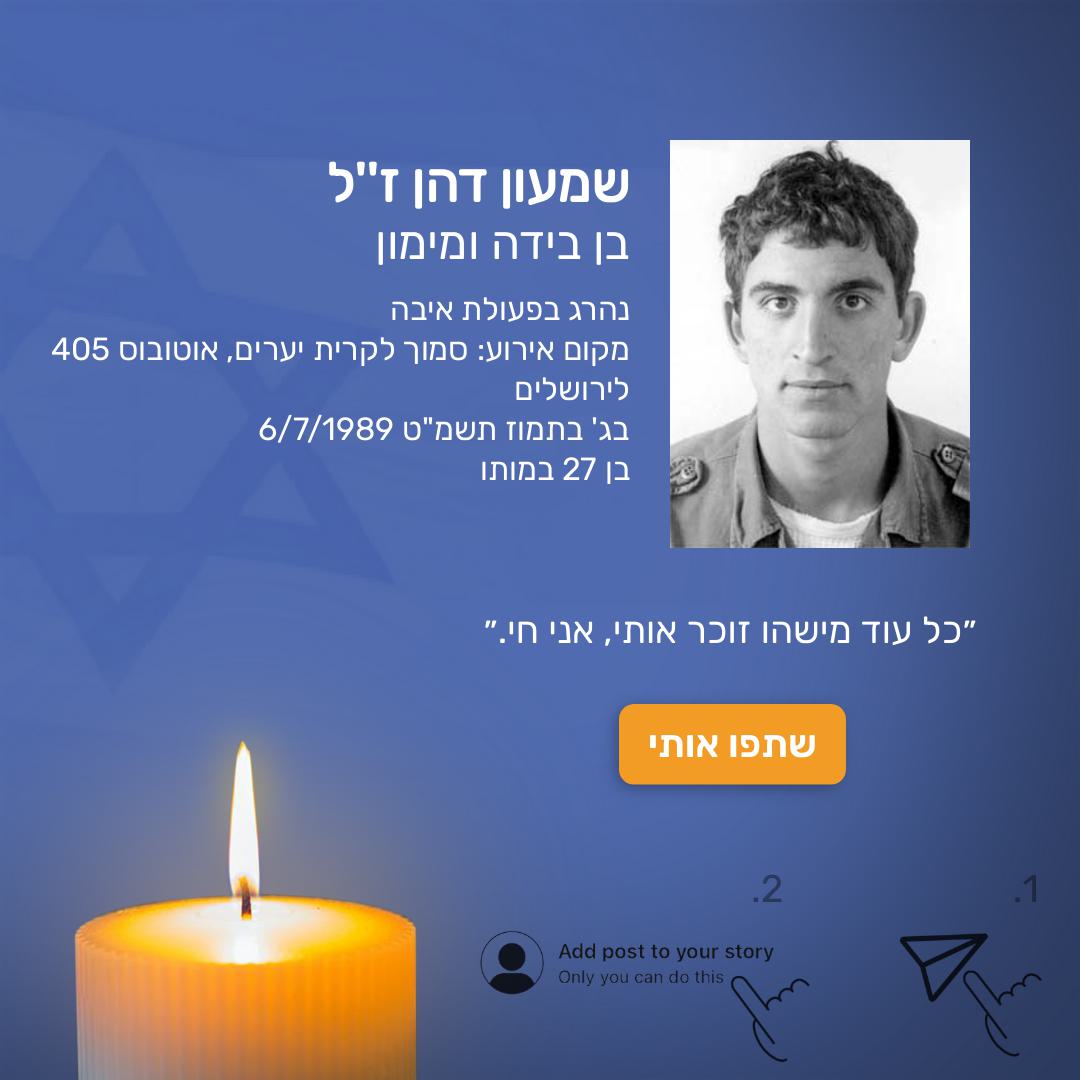 שמעון דהן ז"ל
בן בידה ומימון
נהרג בפעולת איבה
מקום אירוע: סמוך לקרית יערים, אוטובוס 405
לירושלים
בג' בתמוז תשמ"ט 6/7/1989
בן 27 במותו
״כל עוד מישהו זוכר אותי, אני חי.״
שתפו אותי
1.
2.
Add post to your story
Only you can do this